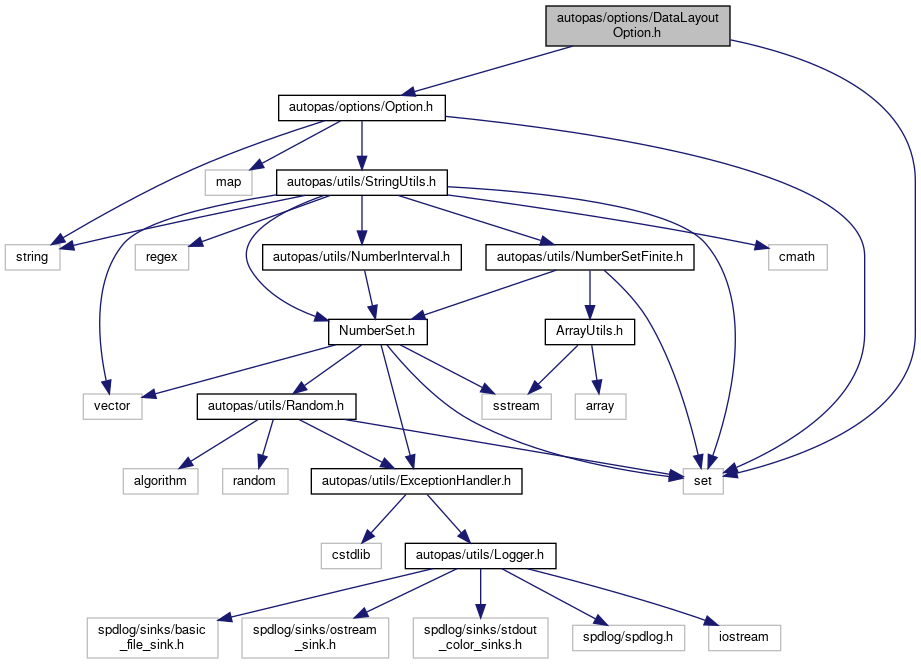 autopas/options/DataLayout
Option.h
autopas/options/Option.h
map
autopas/utils/StringUtils.h
string
regex
autopas/utils/NumberInterval.h
autopas/utils/NumberSetFinite.h
cmath
NumberSet.h
ArrayUtils.h
vector
autopas/utils/Random.h
sstream
array
algorithm
random
autopas/utils/ExceptionHandler.h
set
cstdlib
autopas/utils/Logger.h
spdlog/sinks/basic
_file_sink.h
spdlog/sinks/ostream
_sink.h
spdlog/sinks/stdout
_color_sinks.h
spdlog/spdlog.h
iostream